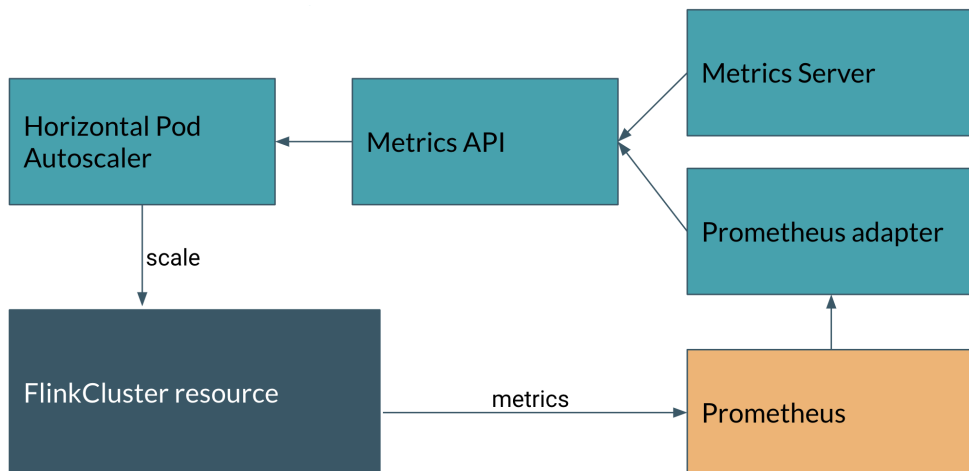 Metrics Server
Horizontal Pod
Autoscaler
Metrics API
Prometheus adapter
scale
FlinkCluster resource
metrics
Prometheus